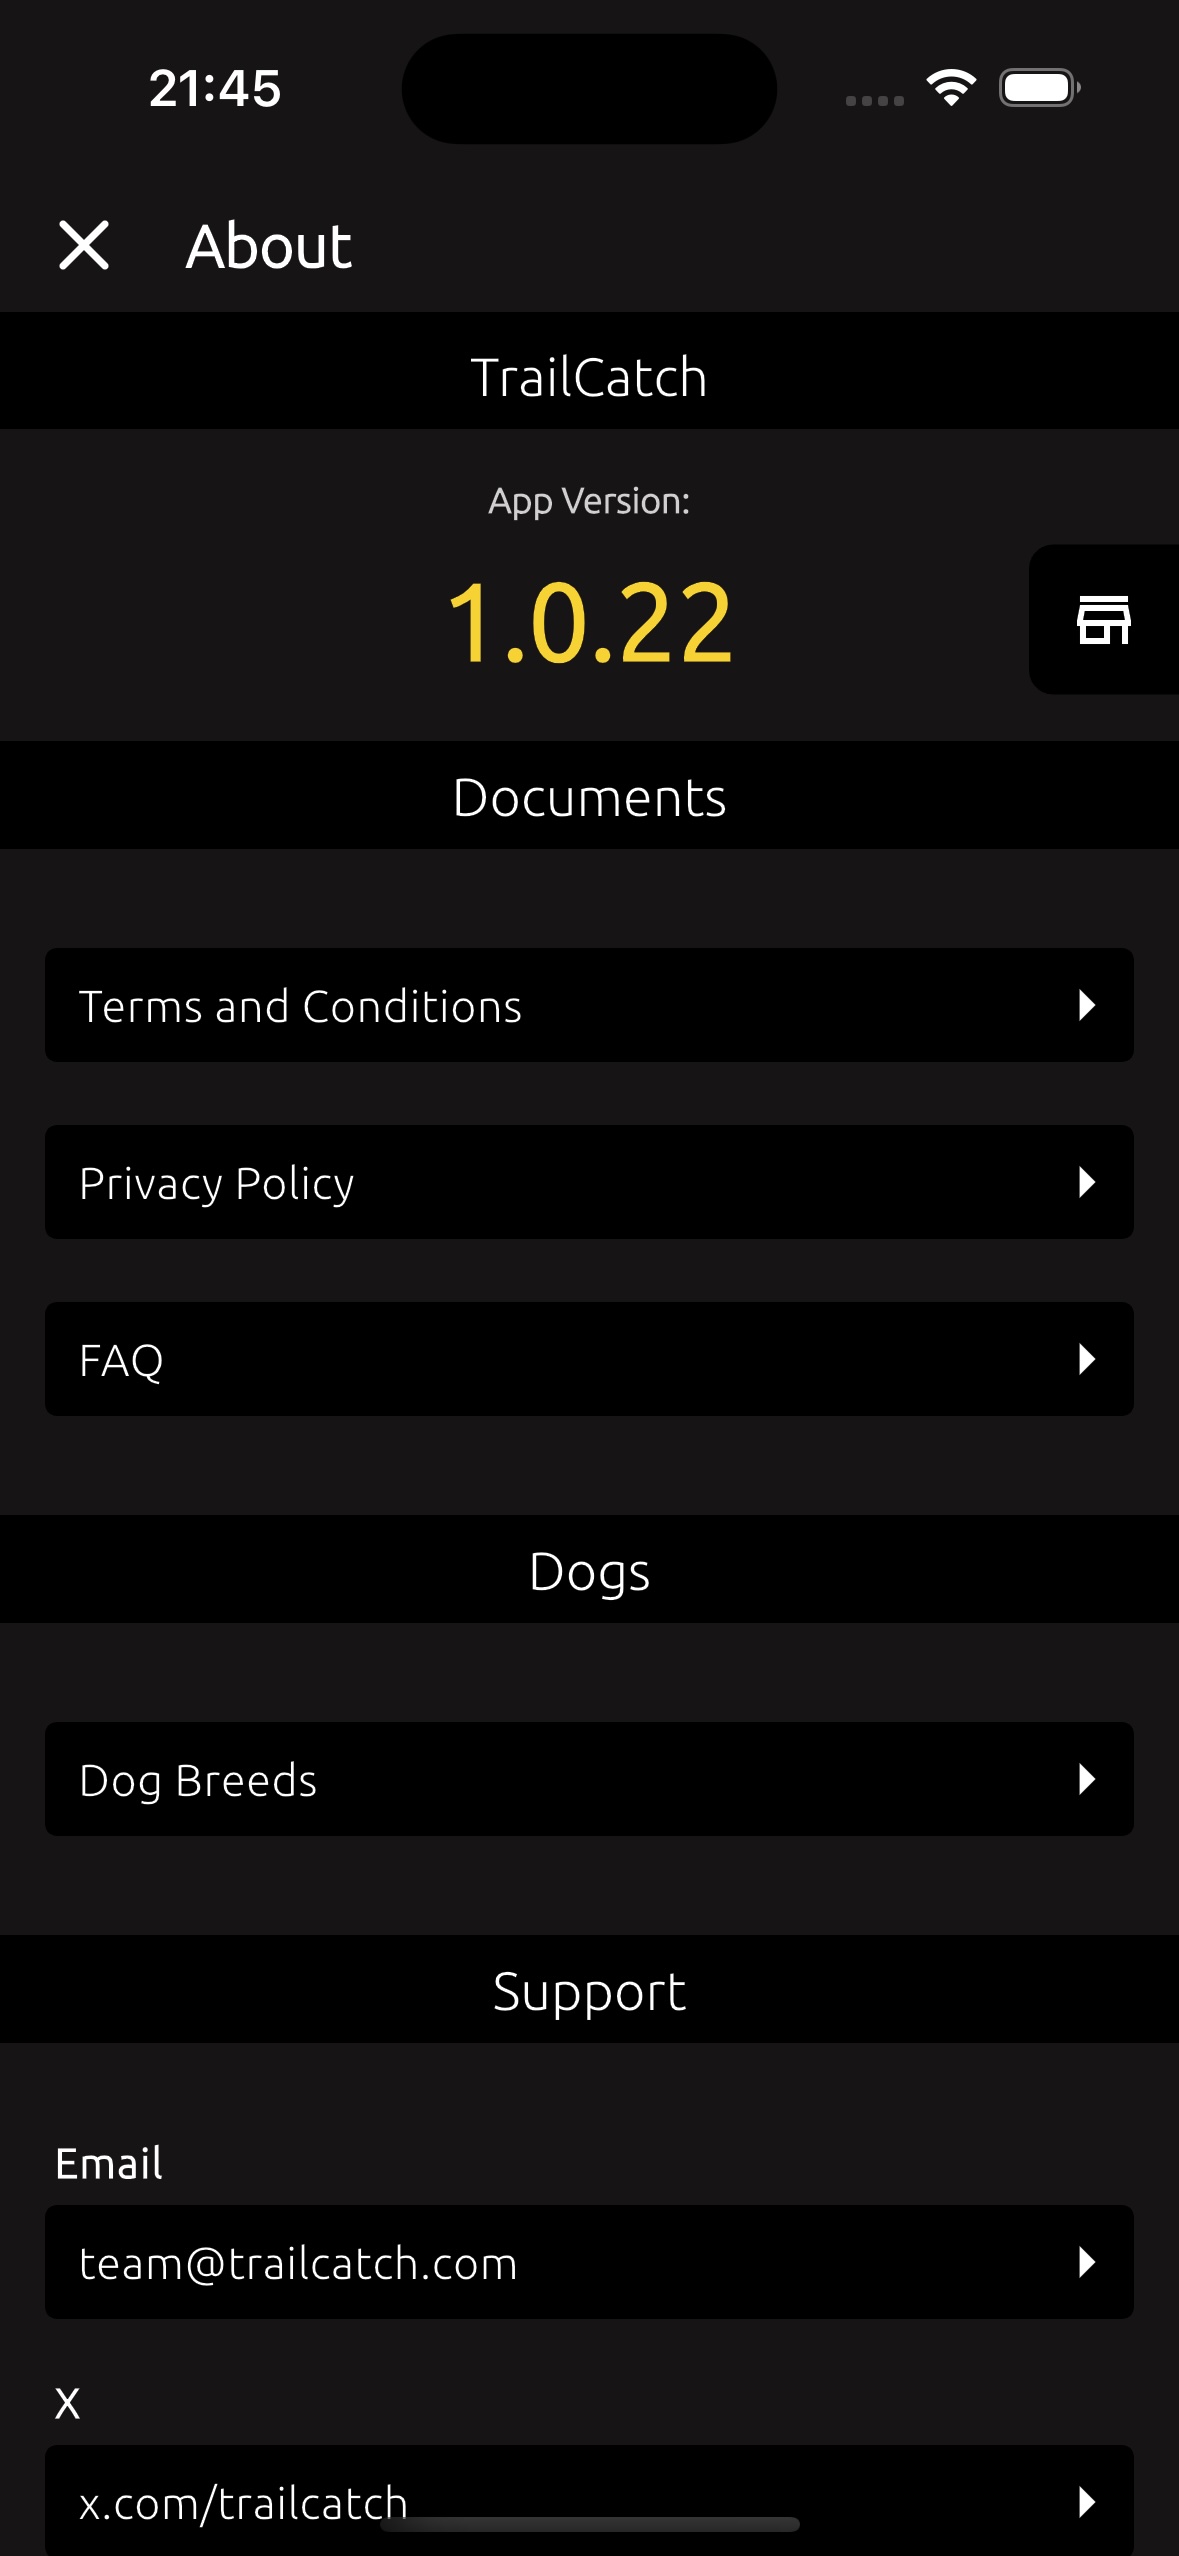 21:45
About
TrailCatch
App Version:
1.0.22
Documents
Terms and Conditions
Privacy Policy
FAQ
Dogs
Dog Breeds
Support
Email
team@trailcatch.com
X
x.com/trailcatch